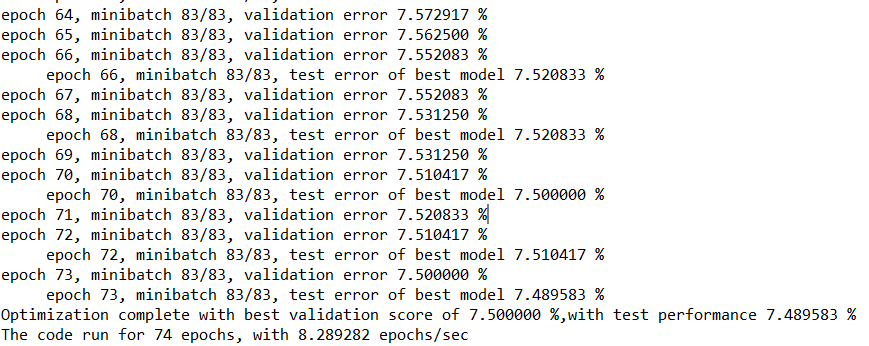 epoch 64, minibatch 83/83, validation error 7.572917 %
epoch 65, minibatch 83/83, validation error 7.562500 %
epoch 66, minibatch 83/83, validation error 7.552083 %
     epoch 66, minibatch 83/83, test error of best model 7.520833 %
epoch 67, minibatch 83/83, validation error 7.552083 %
epoch 68, minibatch 83/83, validation error 7.531250 %
     epoch 68, minibatch 83/83, test error of best model 7.520833 %
epoch 69, minibatch 83/83, validation error 7.531250 %
epoch 70, minibatch 83/83, validation error 7.510417 %
     epoch 70, minibatch 83/83, test error of best model 7.500000 %
epoch 71, minibatch 83/83, validation error 7.520833 %
epoch 72, minibatch 83/83, validation error 7.510417 %
     epoch 72, minibatch 83/83, test error of best model 7.510417 %
epoch 73, minibatch 83/83, validation error 7.500000 %
     epoch 73, minibatch 83/83, test error of best model 7.489583 %
Optimization complete with best validation score of 7.500000 %,with test performance 7.489583 %
The code run for 74 epochs, with 8.289282 epochs/sec